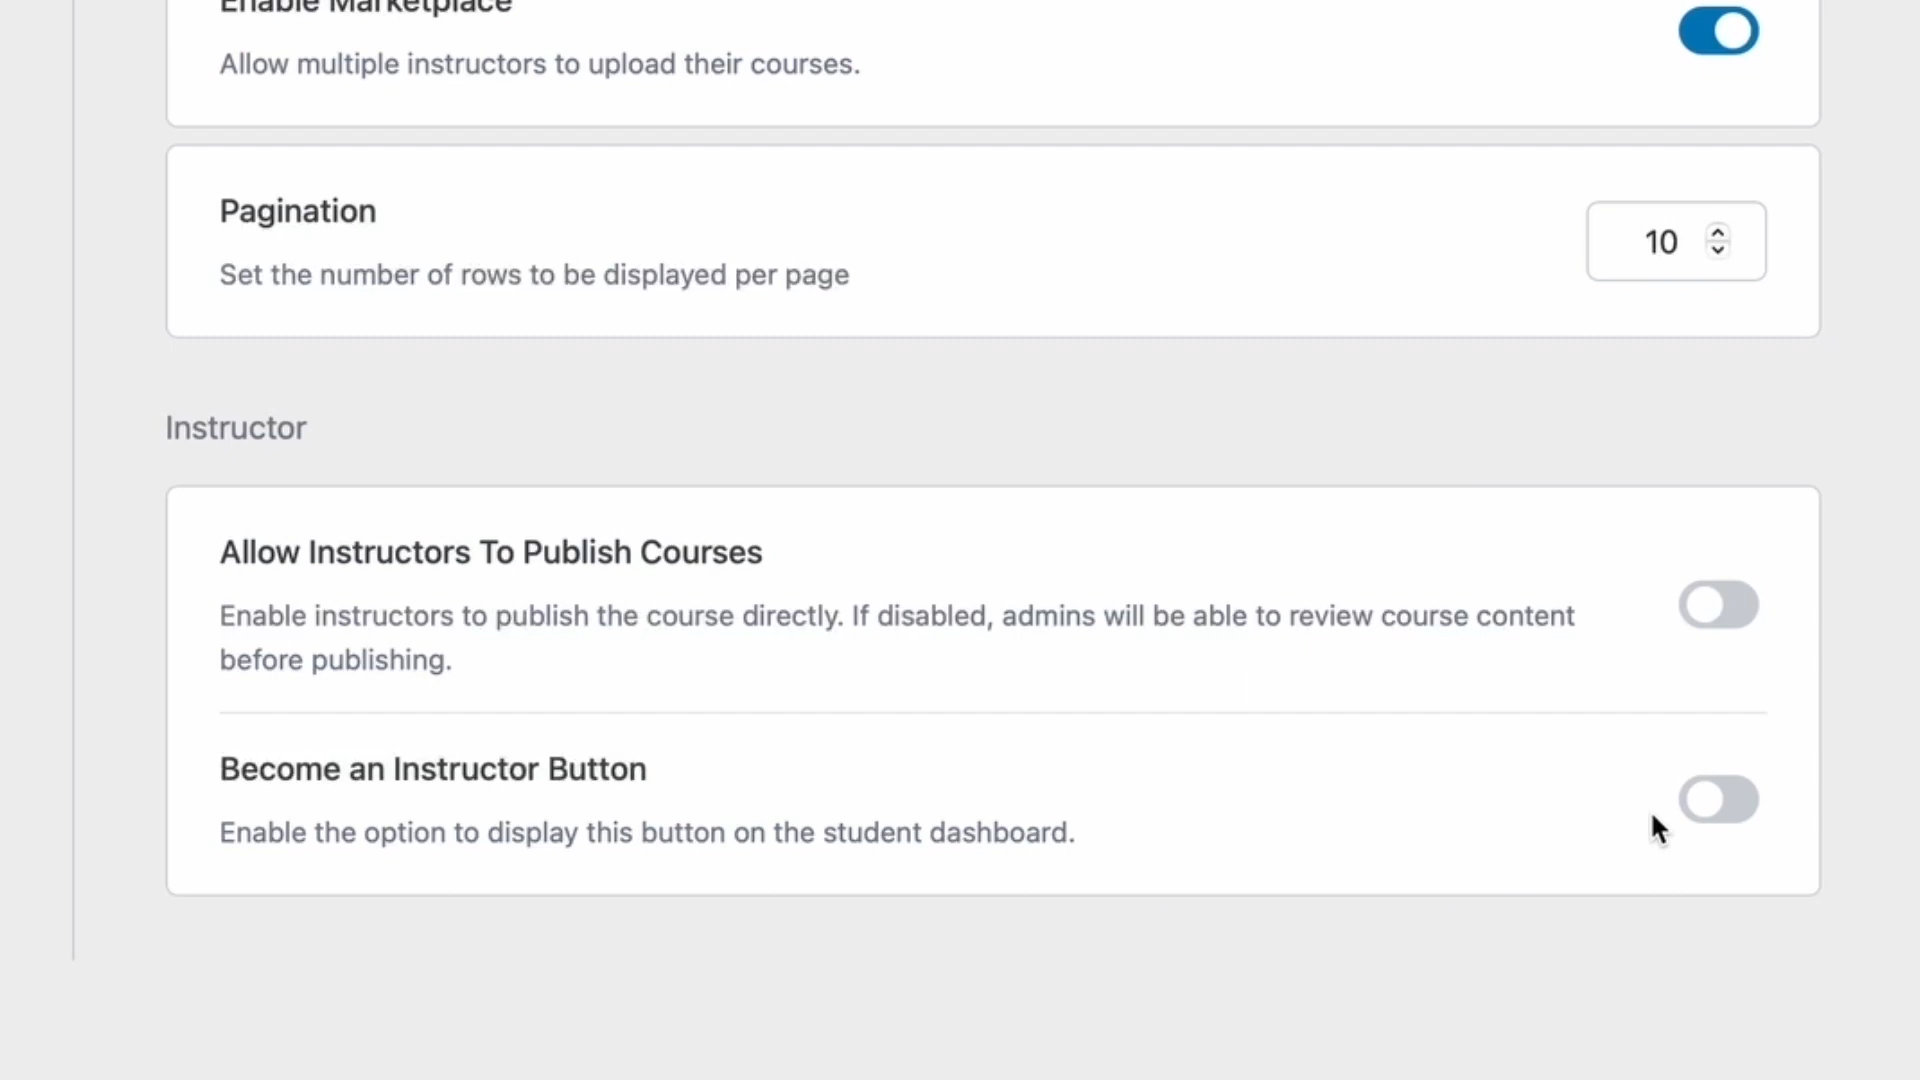 Enable Marketplace
Allow multiple instructors to upload their courses.
Pagination
10
Set the number of rows to be displayed per page
Instructor
Allow Instructors To Publish Courses
Enable instructors to publish the course directly. If disabled, admins will be able to review course content
before publishing.
Become an Instructor Button
Enable the option to display this button on the student dashboard.